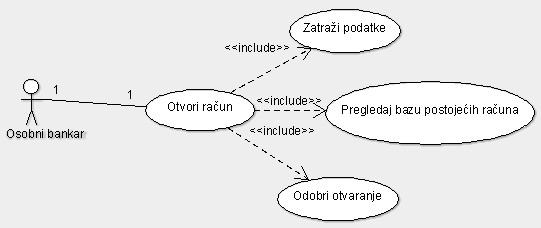 Zatraži podatke
<<include>>
1
1
Otvori račun
<<include>>
Pregledaj bazu postojećih računa
Osobni bankar
<<include>>
Odobri otvaranje